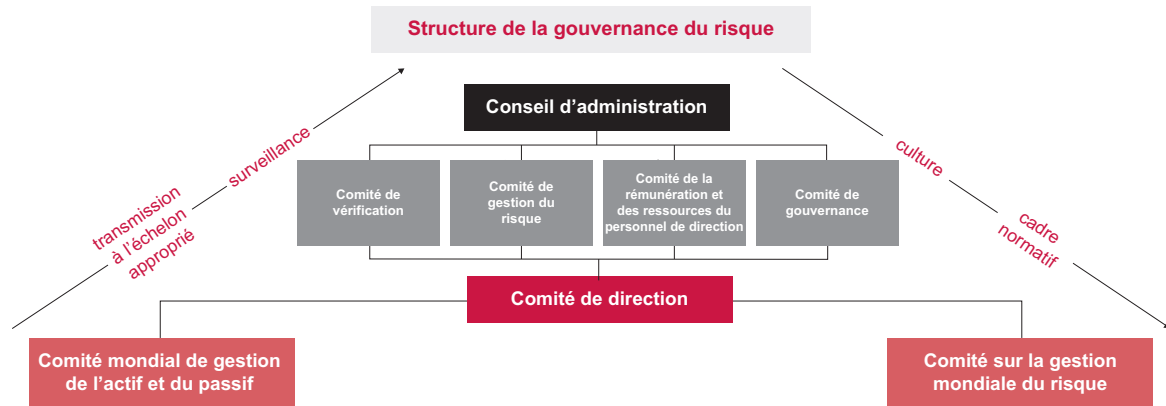 Structure de la gouvernance du risque
Conseil d’administration
surveillance
transmission
à l’échelon
approprié
culture
cadre
normatif
Comité de
vérification
Comité de
gestion du
risque
Comité de la
rémunération et
des ressources du
personnel de direction
Comité de
gouvernance
Comité de direction
Comité mondial de gestion
de l’actif et du passif
Comité sur la gestion
mondiale du risque